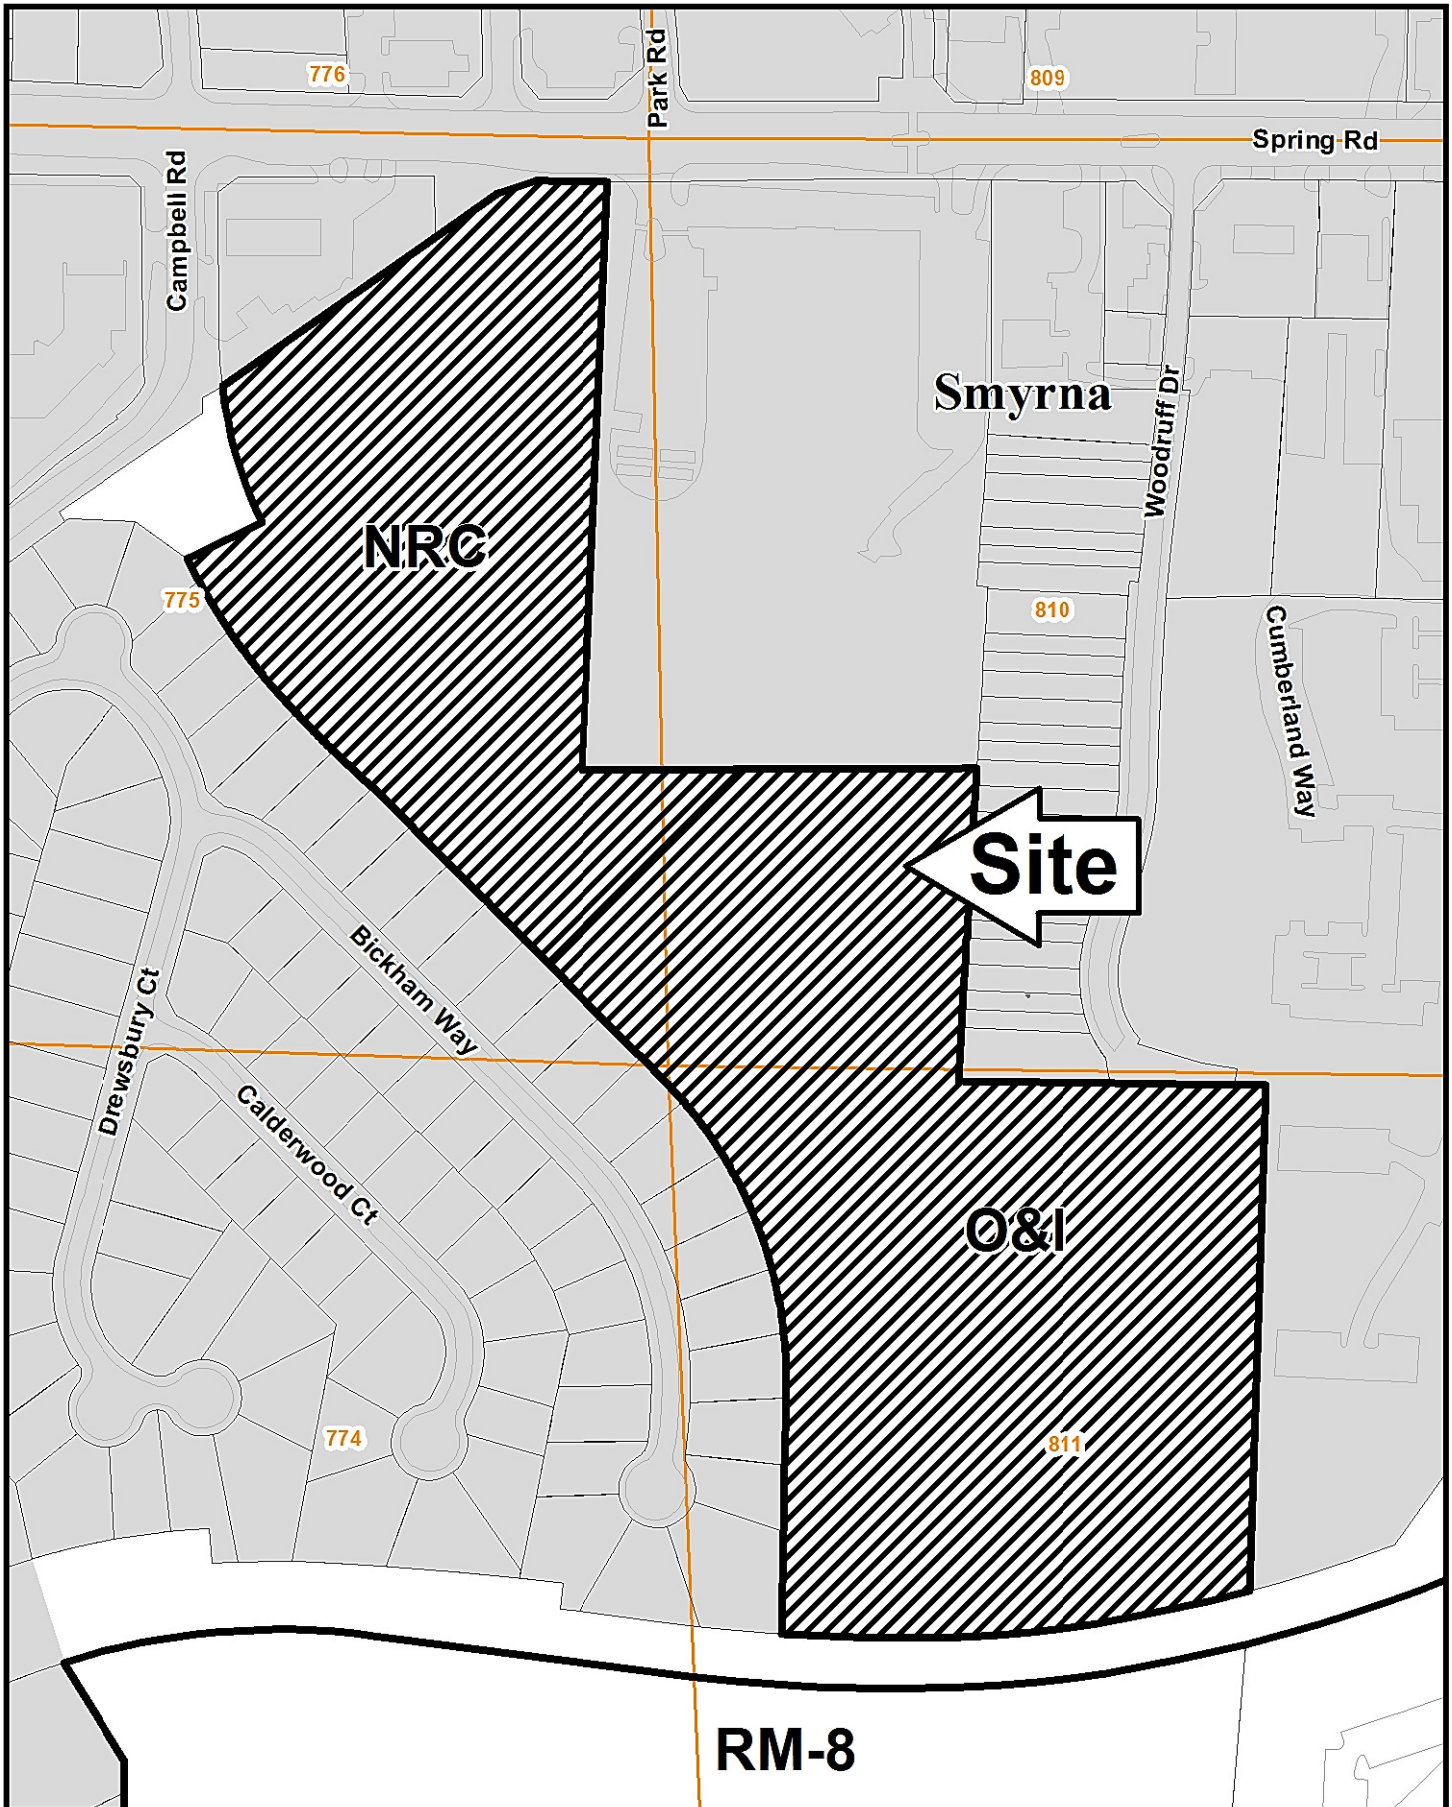 776
Park Rd
809
Spring Rd
Campbell Rd
Smyrna
Woodruff Dr
NRC
775
810
Cumberland Way
Site
Bickham Way
Drewsbury Ct
Calderwood Ct
O&I
774
811
RM-8